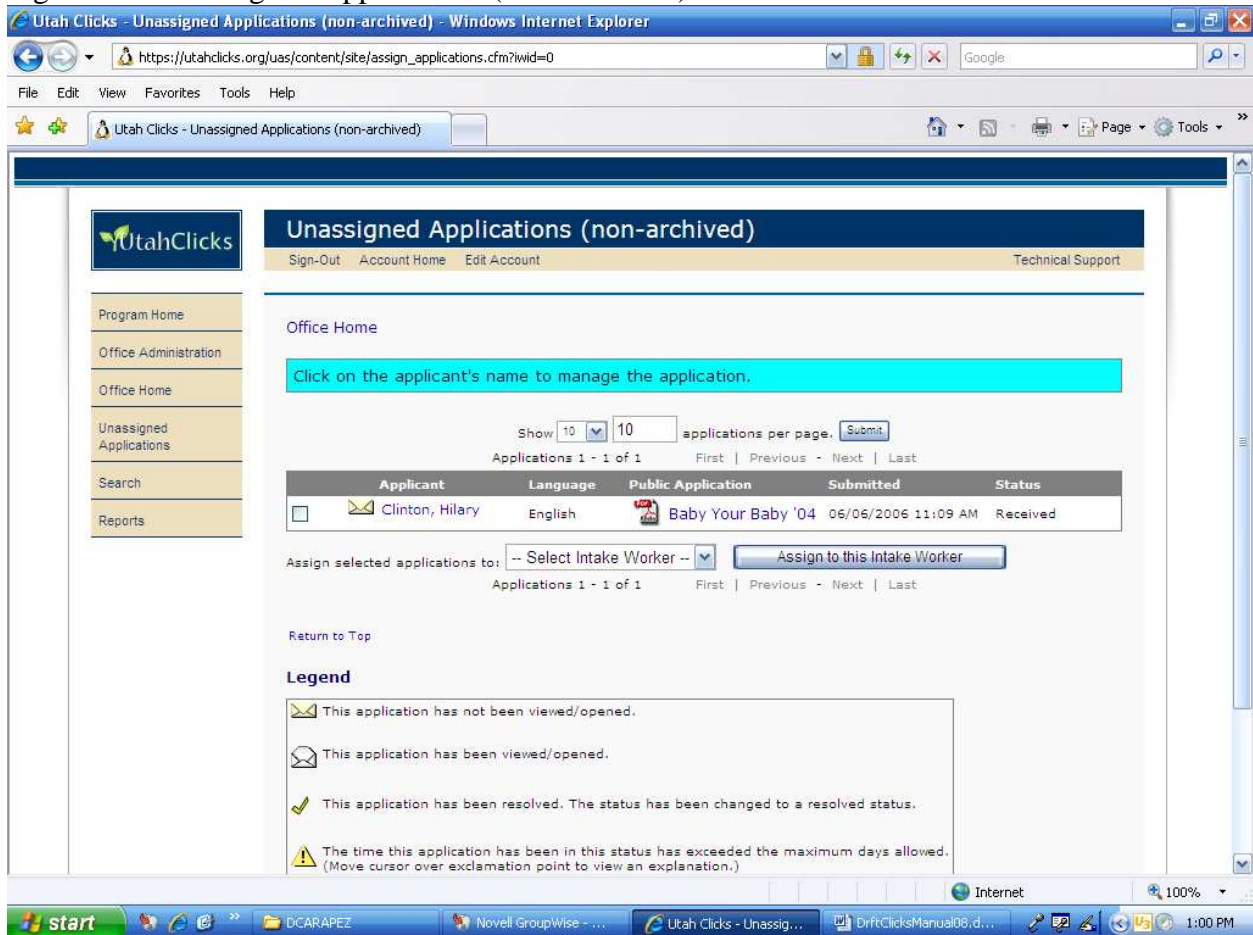 Utah Clicks - Unassigned Applications (non-archived) - Windows Internet Explorer
https://utahclicks.org/uas/content/site/assign_applications.cfm?iwid=0
Google
File Edit View Favorites Tools Help
Utah Clicks - Unassigned Applications (non-archived)
Page Tools
UtahClicks
Unassigned Applications (non-archived)
Sign-Out Account Home Edit Account Technical Support
Program Home
Office Administration
Office Home
Unassigned
Applications
Search
Reports
Office Home
Click on the applicant's name to manage the application.
Show 10 10 applications per page. Submit
Applications 1 - 1 of 1 First | Previous - Next | Last
Applicant Language Public Application Submitted Status
Clinton, Hilary English Baby Your Baby '04 06/06/2006 11:09 AM Received
Assign selected applications to: -- Select Intake Worker -- Assign to this Intake Worker
Applications 1 - 1 of 1 First | Previous - Next | Last
Return to Top
Legend
This application has not been viewed/opened.
This application has been viewed/opened.
This application has been resolved. The status has been changed to a resolved status.
The time this application has been in this status has exceeded the maximum days allowed.
(Move cursor over exclamation point to view an explanation.)
Internet 100%
start DCARAPEZ Novell GroupWise - ... Utah Clicks - Unassig... DrftClicksManual08.d... 1:00 PM